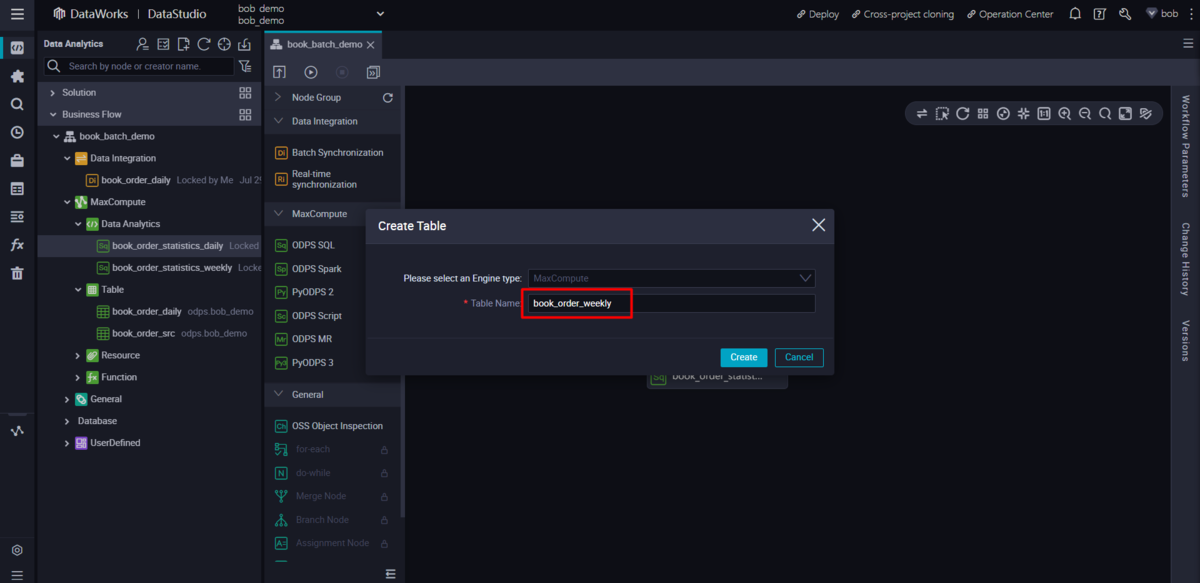 DataWorks | DataStudio
bob_demo
bob_demo
Deploy
Cross-project cloning
Operation Center
bob
Data Analytics
Search by node or creator name.
Solution
Business Flow
book_batch_demo
Data Integration
Di
book_order_daily Locked by Me Jul 2
MaxCompute
Data Analytics
Sq
book_order_statistics_daily Locked
Sq
book_order_statistics_weekly Locke
Table
book_order_daily odps.bob_demo
book_order_src odps.bob_demo
Resource
fx
Function
General
Database
UserDefined
fx
book_batch_demo
Node Group
Data Integration
Di
Batch Synchronization
Ri
Real-time
synchronization
MaxCompute
Sq
ODPS SQL
Sp
ODPS Spark
Py
PyODPS 2
Sc
ODPS Script
Mr
ODPS MR
Py3
PyODPS 3
General
Ch
OSS Object Inspection
for-each
N
do-while
Merge Node
Branch Node
A=
Assignment Node
1:1
Create Table
Please select an Engine type:
MaxCompute
* Table Name:
book_order_weekly
Create
Cancel
Sq
book_order_statist...
Workflow Parameters
Change History
Versions